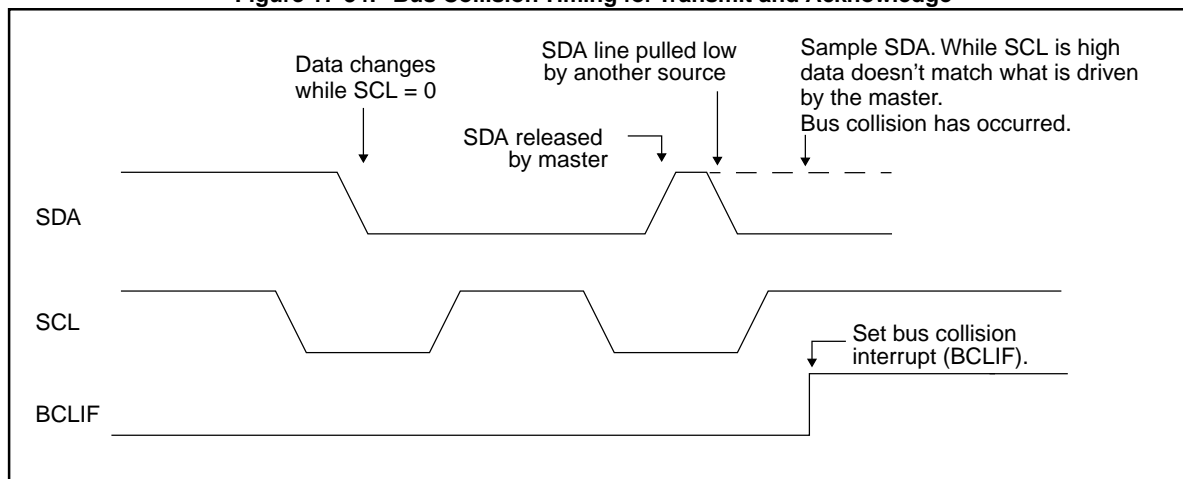 Figure Bus Collision Timing for Transmit and Acknowledge
Data changes
while SCL = 0
SDA line pulled low
by another source
Sample SDA. While SCL is high
data doesn't match what is driven
by the master.
Bus collision has occurred.
SDA released
by master
SDA
SCL
Set bus collision
interrupt (BCLIF).
BCLIF